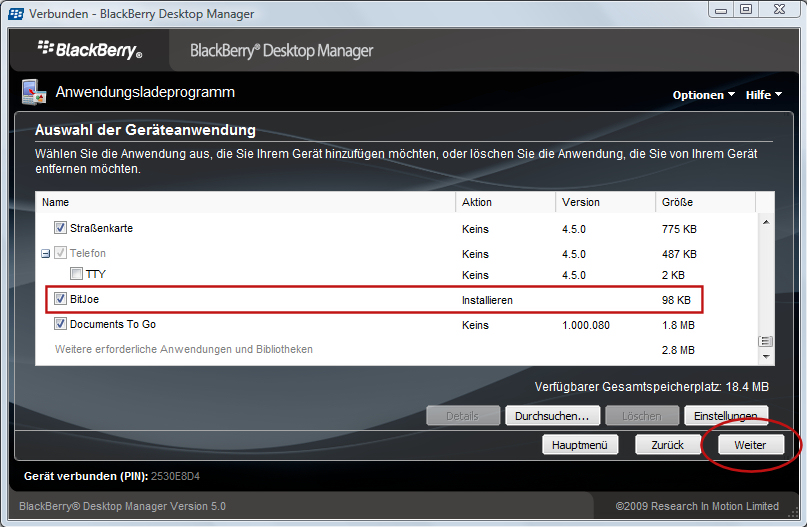 Verbunden - BlackBerry Desktop Manager
BlackBerry® BlackBerry® Desktop Manager
Anwendungsladeprogramm
Optionen Hilfe
Auswahl der Geräteanwendung
Wählen Sie die Anwendung aus, die Sie Ihrem Gerät hinzufügen möchten, oder löschen Sie die Anwendung, die Sie von Ihrem Gerät
entfernen möchten.
Name Aktion Version Größe
Straßenkarte Keins 4.5.0 775 KB
Telefon Keins 4.5.0 487 KB
TTY Keins 4.5.0 2 KB
BitJoe Installieren 98 KB
Documents To Go Keins 1.000.080 1.8 MB
Weitere erforderliche Anwendungen und Bibliotheken 2.8 MB
Verfügbarer Gesamtspeicherplatz: 18.4 MB
Details Durchsuchen... Löschen Einstellungen
Hauptmenü Zurück Weiter
Gerät verbunden (PIN): 2530E8D4
BlackBerry® Desktop Manager Version 5.0 ©2009 Research In Motion Limited